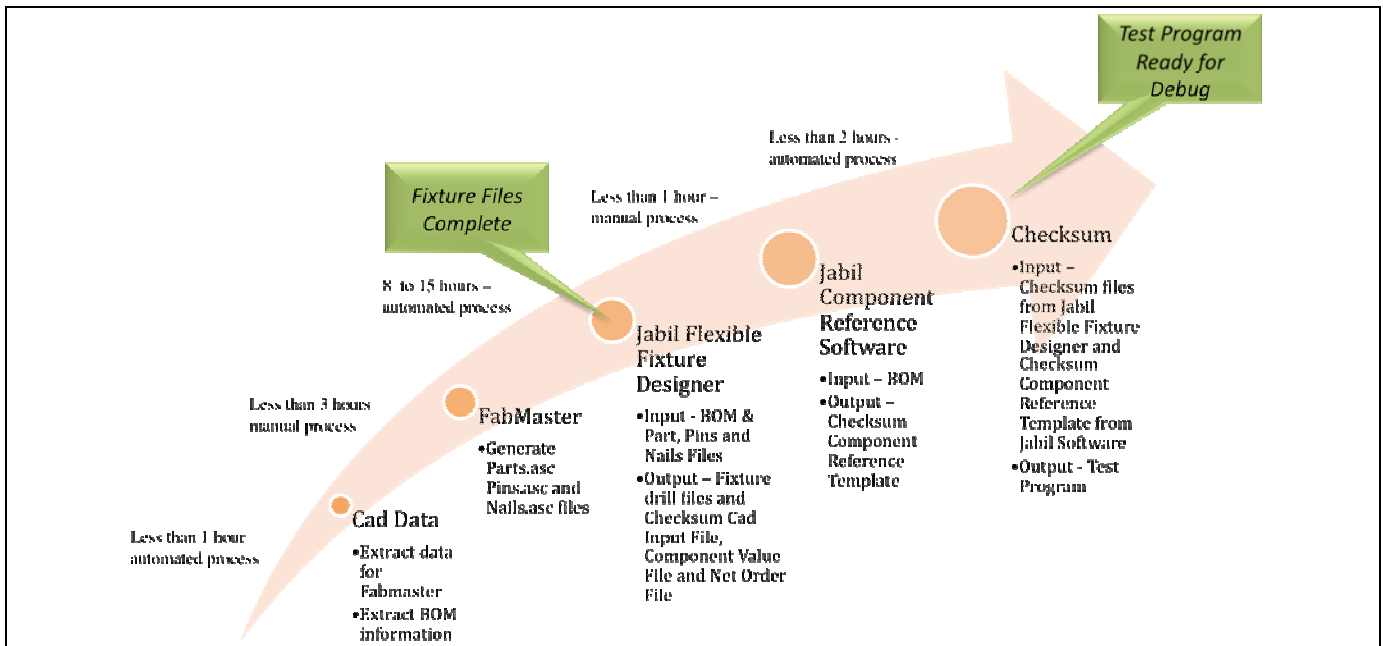 Test Program
Ready for
Debug
Less than 2 hours -
automated process
Fixture Files
Complete
Less than 1 hour –
manual process
8 to 15 hours –
automated process
Less than 3 hours
manual process
Less than 1 hour
automated process
Cad Data
•Extract data
for
Fabmaster
•Extract BOM
information
FabMaster
•Generate
Parts.asc
Pins.asc and
Nails.asc files
Jabil Flexible
Fixture
Designer
•Input - BOM &
Part, Pins and
Nails Files
•Output – Fixture
drill files and
Checksum Cad
Input File,
Component Value
File and Net Order
File
Jabil
Component
Reference
Software
•Input – BOM
•Output –
Checksum
Component
Reference
Template
Checksum
•Input –
Checksum files
from Jabil
Flexible Fixture
Designer and
Checksum
Component
Reference
Template from
Jabil Software
•Output - Test
Program